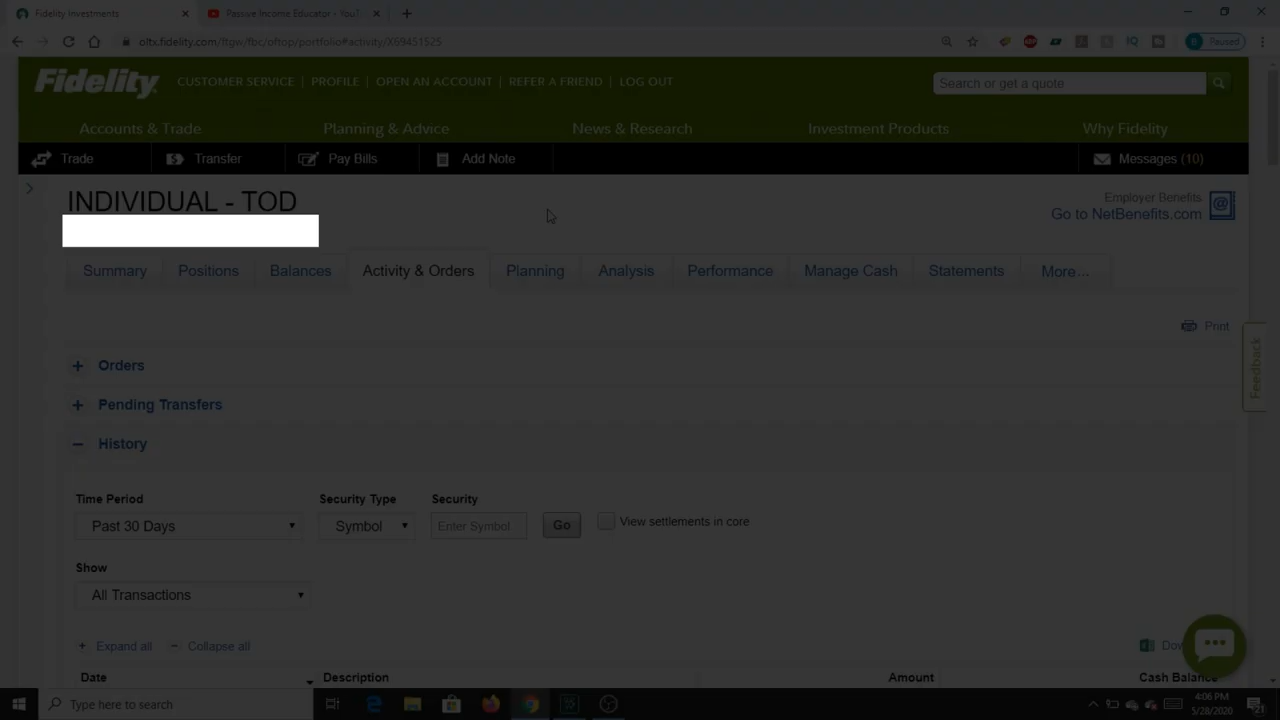 Fidelity Investments
Passive Income Educator - YouT
oltx.fidelity.com/ftgw/fbc/oftop/portfolio#activity/X69451525
Paused
Fidelity
CUSTOMER SERVICE | PROFILE | OPEN AN ACCOUNT | REFER A FRIEND | LOG OUT
Search or get a quote
Accounts & Trade
Planning & Advice
News & Research
Investment Products
Why Fidelity
Trade
Transfer
Pay Bills
Add Note
Messages (10)
INDIVIDUAL - TOD
Employer Benefits
Go to NetBenefits.com
Summary
Positions
Balances
Activity & Orders
Planning
Analysis
Performance
Manage Cash
Statements
More...
Print
Feedback
+ Orders
+ Pending Transfers
− History
Time Period
Security Type
Security
Past 30 Days
Symbol
Enter Symbol
Go
View settlements in core
Show
All Transactions
+ Expand all
− Collapse all
Date
Description
Amount
Cash Balance
Type here to search
4:06 PM
5/28/2020